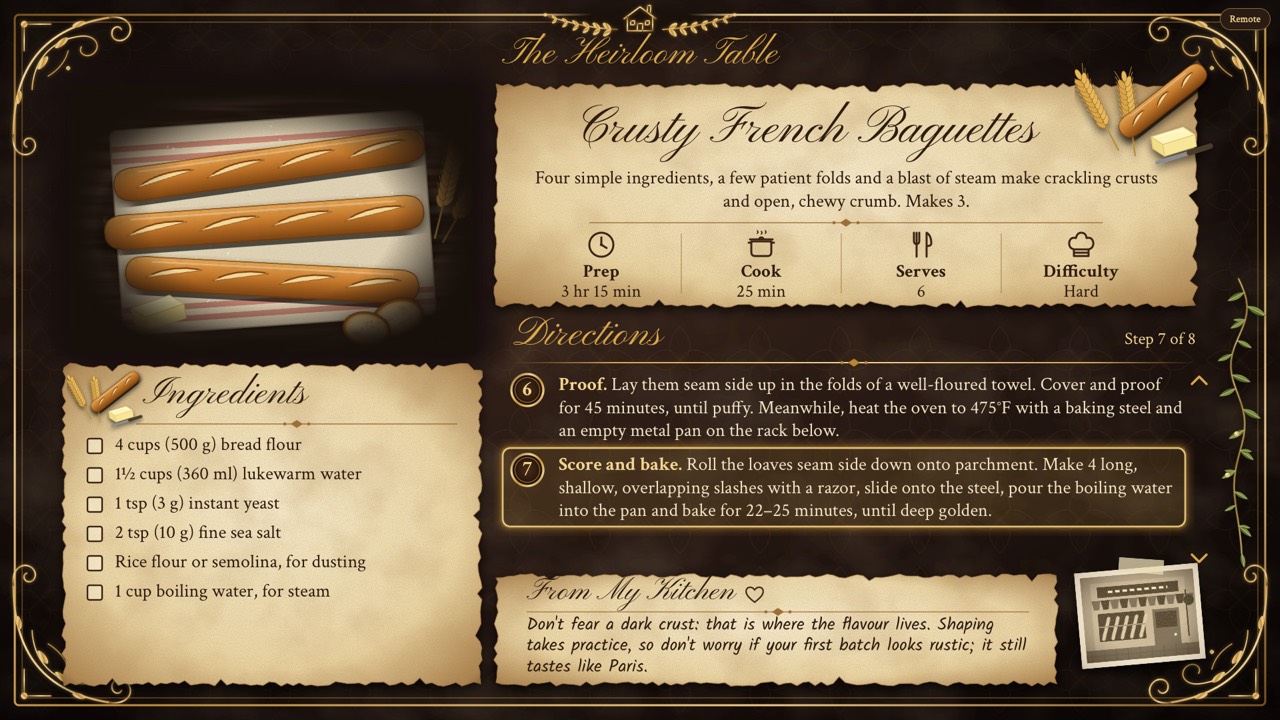 Remote
The Heirloom Table
Crusty French Baguettes
Four simple ingredients, a few patient folds and a blast of steam make crackling crusts
and open, chewy crumb. Makes 3.
Prep
3 hr 15 min
Cook
25 min
Serves
6
Difficulty
Hard
Ingredients
4 cups (500 g) bread flour
1½ cups (360 ml) lukewarm water
1 tsp (3 g) instant yeast
2 tsp (10 g) fine sea salt
Rice flour or semolina, for dusting
1 cup boiling water, for steam
Directions
Step 7 of 8
6
Proof. Lay them seam side up in the folds of a well-floured towel. Cover and proof
for 45 minutes, until puffy. Meanwhile, heat the oven to 475°F with a baking steel and
an empty metal pan on the rack below.
7
Score and bake. Roll the loaves seam side down onto parchment. Make 4 long,
shallow, overlapping slashes with a razor, slide onto the steel, pour the boiling water
into the pan and bake for 22–25 minutes, until deep golden.
From My Kitchen
Don't fear a dark crust: that is where the flavour lives. Shaping
takes practice, so don't worry if your first batch looks rustic; it still
tastes like Paris.